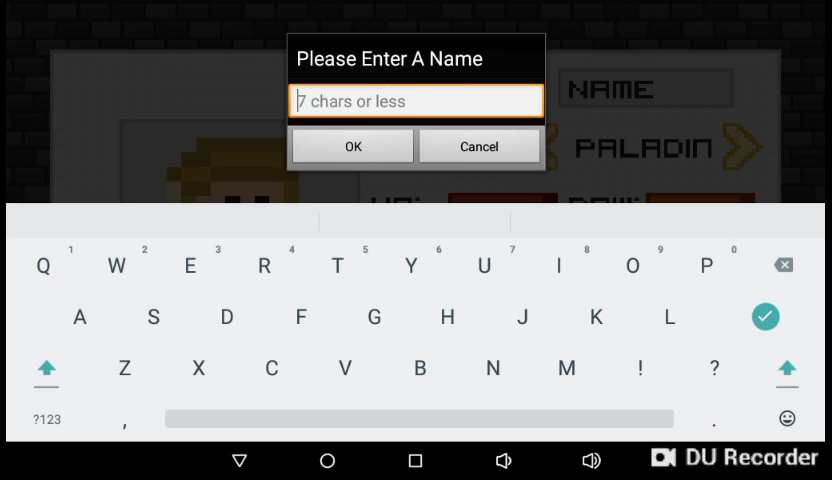 Please Enter A Name
7 chars or less
NAME
OK
Cancel
PALADIN
Q 1 W 2 E 3 R 4 T 5 Y 6 U 7 I 8 O 9 P 0
A S D F G H J K L
Z X C V B N M ! ?
?123 , .
DU Recorder